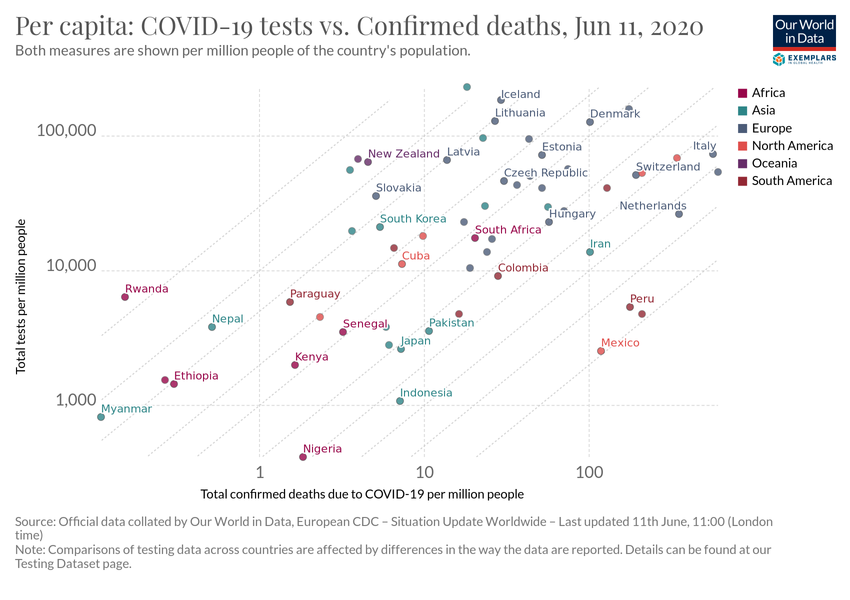 Per capita: COVID-19 tests vs. Confirmed deaths, Jun 11, 2020
Both measures are shown per million people of the country's population.
Our World
in Data
EXEMPLARS
IN GLOBAL HEALTH
Africa
Asia
Europe
North America
Oceania
South America
Total tests per million people
100,000
10,000
1,000
Iceland
Lithuania
Denmark
Estonia
Italy
New Zealand
Latvia
Czech Republic
Switzerland
Slovakia
Netherlands
Hungary
South Korea
South Africa
Iran
Cuba
Colombia
Rwanda
Paraguay
Peru
Nepal
Senegal
Pakistan
Japan
Mexico
Kenya
Ethiopia
Indonesia
Myanmar
Nigeria
1
10
100
Total confirmed deaths due to COVID-19 per million people
Source: Official data collated by Our World in Data, European CDC – Situation Update Worldwide – Last updated 11th June, 11:00 (London
time)
Note: Comparisons of testing data across countries are affected by differences in the way the data are reported. Details can be found at our
Testing Dataset page.